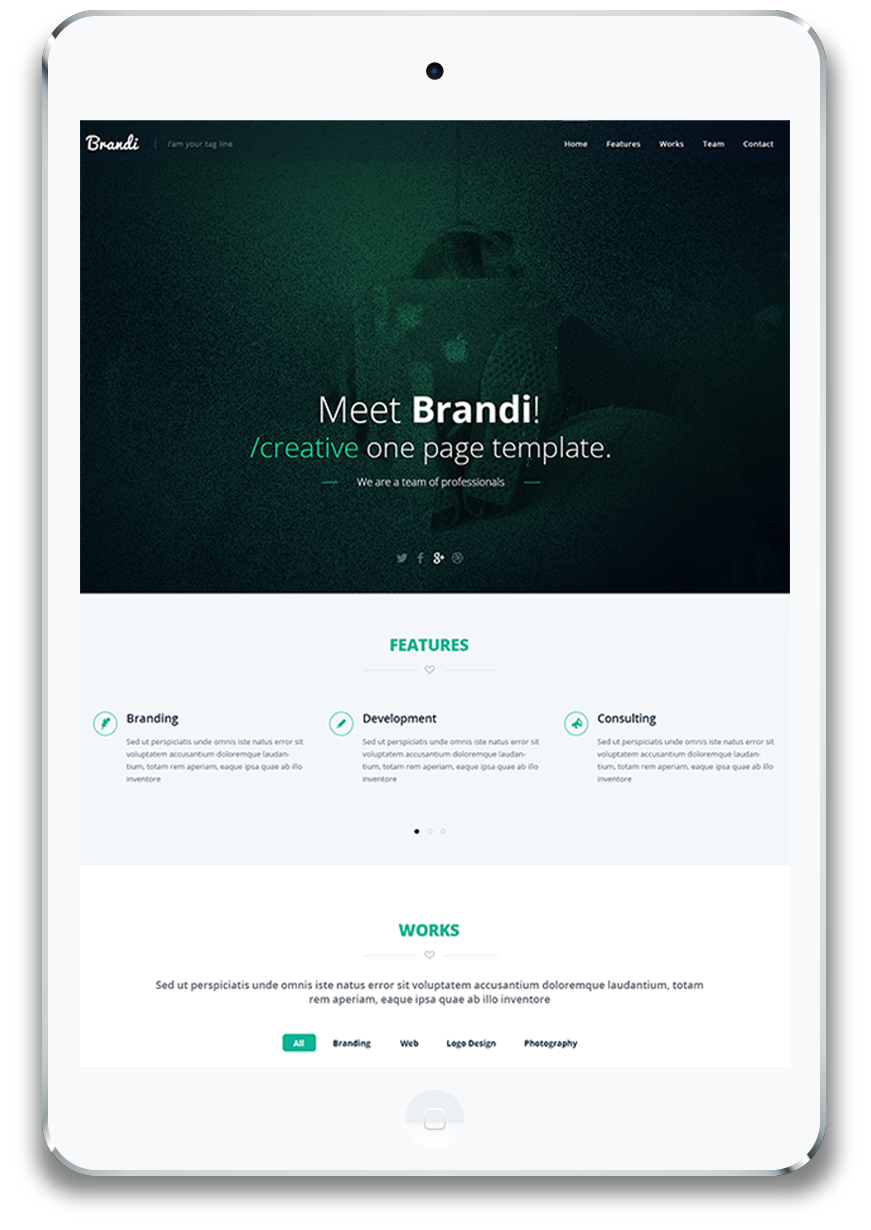 Brandi | I'am your tag line
Home Features Works Team Contact
Meet Brandi!
/creative one page template.
We are a team of professionals
g+
FEATURES
Branding
Sed ut perspiciatis unde omnis iste natus error sit
voluptatem accusantium doloremque laudan-
tium, totam rem aperiam, eaque ipsa quae ab illo
inventore
Development
Sed ut perspiciatis unde omnis iste natus error sit
voluptatem accusantium doloremque laudan-
tium, totam rem aperiam, eaque ipsa quae ab illo
inventore
Consulting
Sed ut perspiciatis unde omnis iste natus error sit
voluptatem accusantium doloremque laudan-
tium, totam rem aperiam, eaque ipsa quae ab illo
inventore
WORKS
Sed ut perspiciatis unde omnis iste natus error sit voluptatem accusantium doloremque laudantium, totam
rem aperiam, eaque ipsa quae ab illo inventore
All Branding Web Logo Design Photography